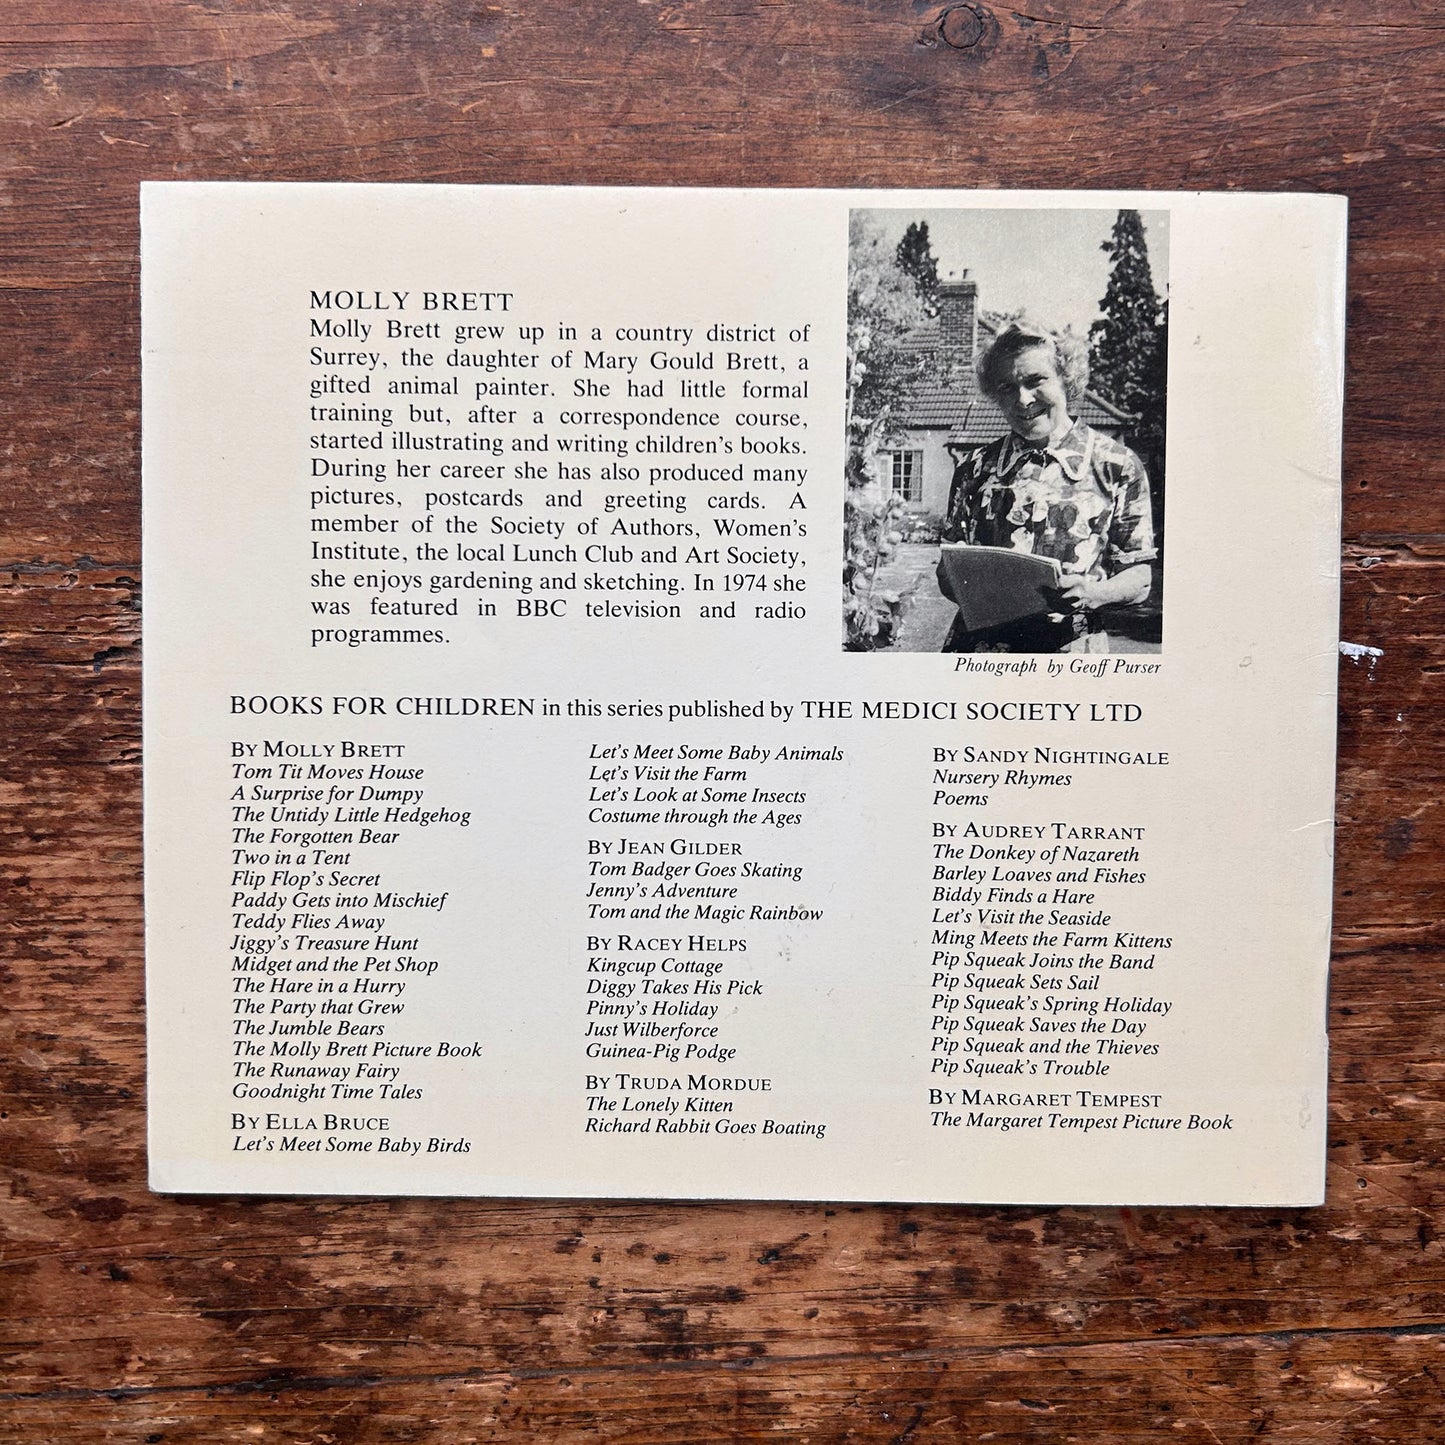 MOLLY BRETT
Molly Brett grew up in a country district of
Surrey, the daughter of Mary Gould Brett, a
gifted animal painter. She had little formal
training but, after a correspondence course,
started illustrating and writing children's books.
During her career she has also produced many
pictures, postcards and greeting cards. A
member of the Society of Authors, Women's
Institute, the local Lunch Club and Art Society,
she enjoys gardening and sketching. In 1974 she
was featured in BBC television and radio
programmes.
Photograph by Geoff Purser
BOOKS FOR CHILDREN in this series published by THE MEDICI SOCIETY LTD
BY MOLLY BRETT
Tom Tit Moves House
A Surprise for Dumpy
The Untidy Little Hedgehog
The Forgotten Bear
Two in a Tent
Flip Flop's Secret
Paddy Gets into Mischief
Teddy Flies Away
Jiggy's Treasure Hunt
Midget and the Pet Shop
The Hare in a Hurry
The Party that Grew
The Jumble Bears
The Molly Brett Picture Book
The Runaway Fairy
Goodnight Time Tales
BY ELLA BRUCE
Let's Meet Some Baby Birds
Let's Meet Some Baby Animals
Let's Visit the Farm
Let's Look at Some Insects
Costume through the Ages
BY JEAN GILDER
Tom Badger Goes Skating
Jenny's Adventure
Tom and the Magic Rainbow
BY RACEY HELPS
Kingcup Cottage
Diggy Takes His Pick
Pinny's Holiday
Just Wilberforce
Guinea-Pig Podge
BY TRUDA MORDUE
The Lonely Kitten
Richard Rabbit Goes Boating
BY SANDY NIGHTINGALE
Nursery Rhymes
Poems
BY AUDREY TARRANT
The Donkey of Nazareth
Barley Loaves and Fishes
Biddy Finds a Hare
Let's Visit the Seaside
Ming Meets the Farm Kittens
Pip Squeak Joins the Band
Pip Squeak Sets Sail
Pip Squeak's Spring Holiday
Pip Squeak Saves the Day
Pip Squeak and the Thieves
Pip Squeak's Trouble
BY MARGARET TEMPEST
The Margaret Tempest Picture Book